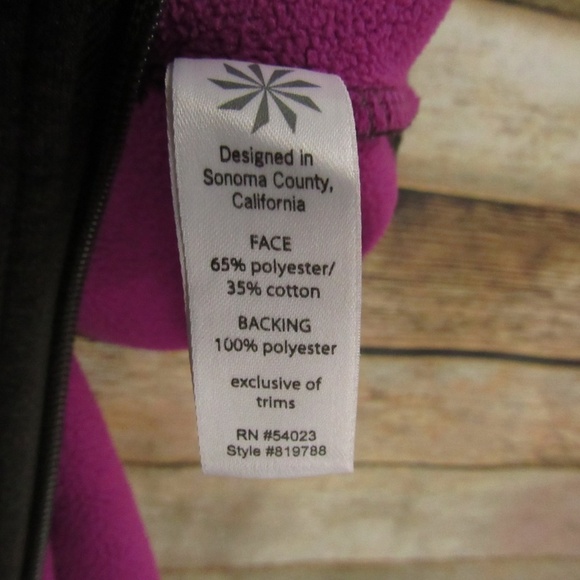 Designed in
Sonoma County,
California
FACE
65% polyester/
35% cotton
BACKING
100% polyester
exclusive of
trims
RN #54023
Style #819788